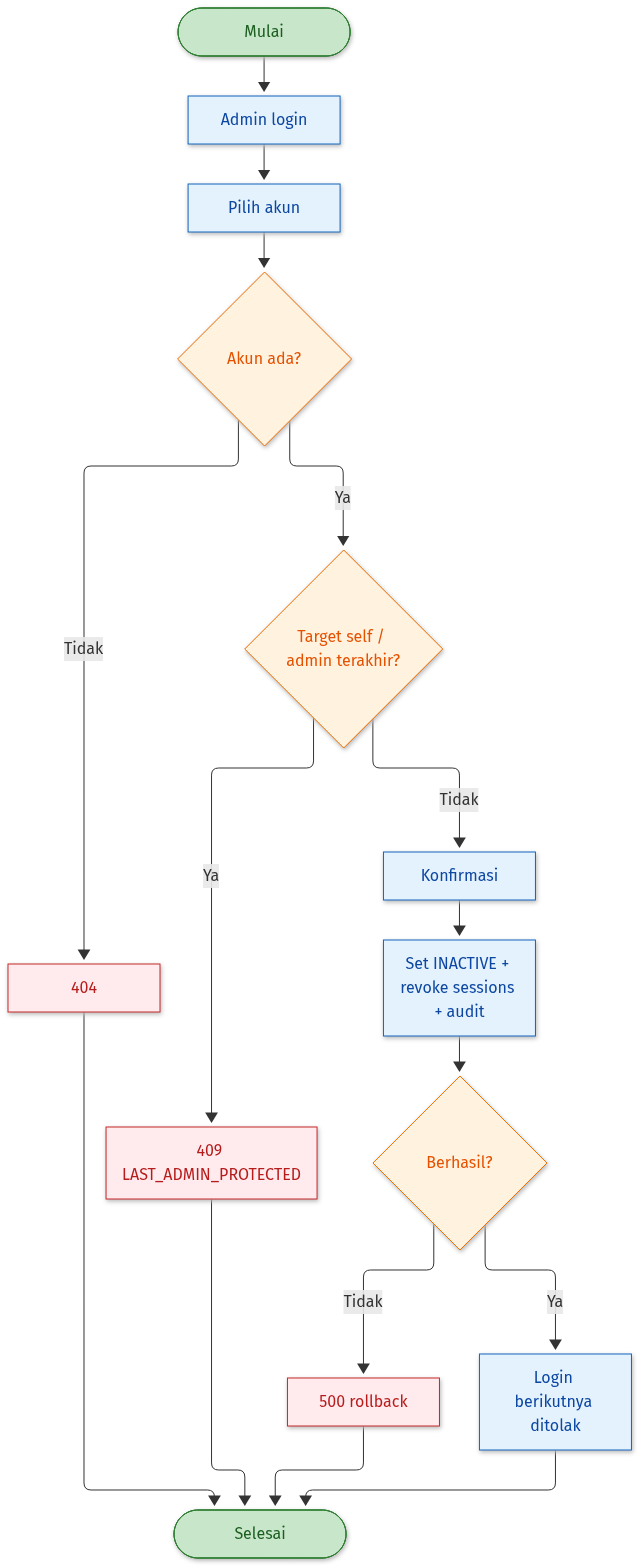 Mulai
Admin login
Pilih akun
Akun ada?
Ya
Tidak
Target self /
admin terakhir?
Tidak
Ya
Konfirmasi
Set INACTIVE +
revoke sessions
+ audit
404
409
LAST_ADMIN_PROTECTED
Berhasil?
Tidak
Ya
500 rollback
Login
berikutnya
ditolak
Selesai